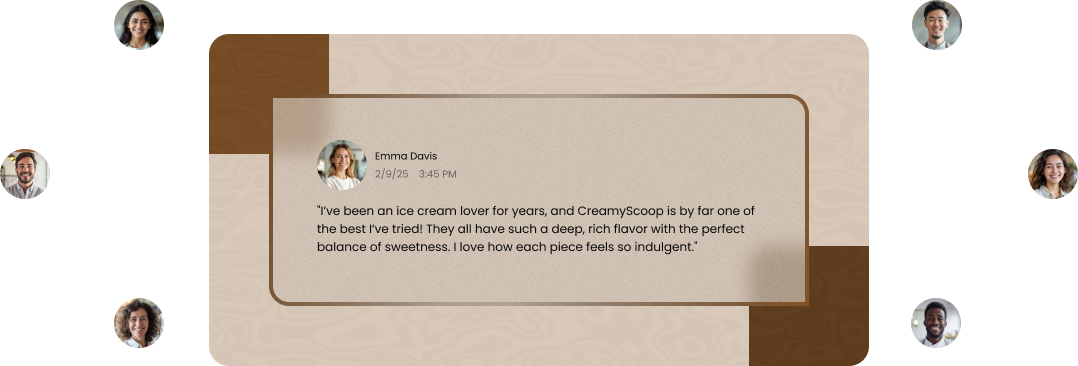 Emma Davis
2/9/25 3:45 PM
"I’ve been an ice cream lover for years, and CreamyScoop is by far one of
the best I’ve tried! They all have such a deep, rich flavor with the perfect
balance of sweetness. I love how each piece feels so indulgent."